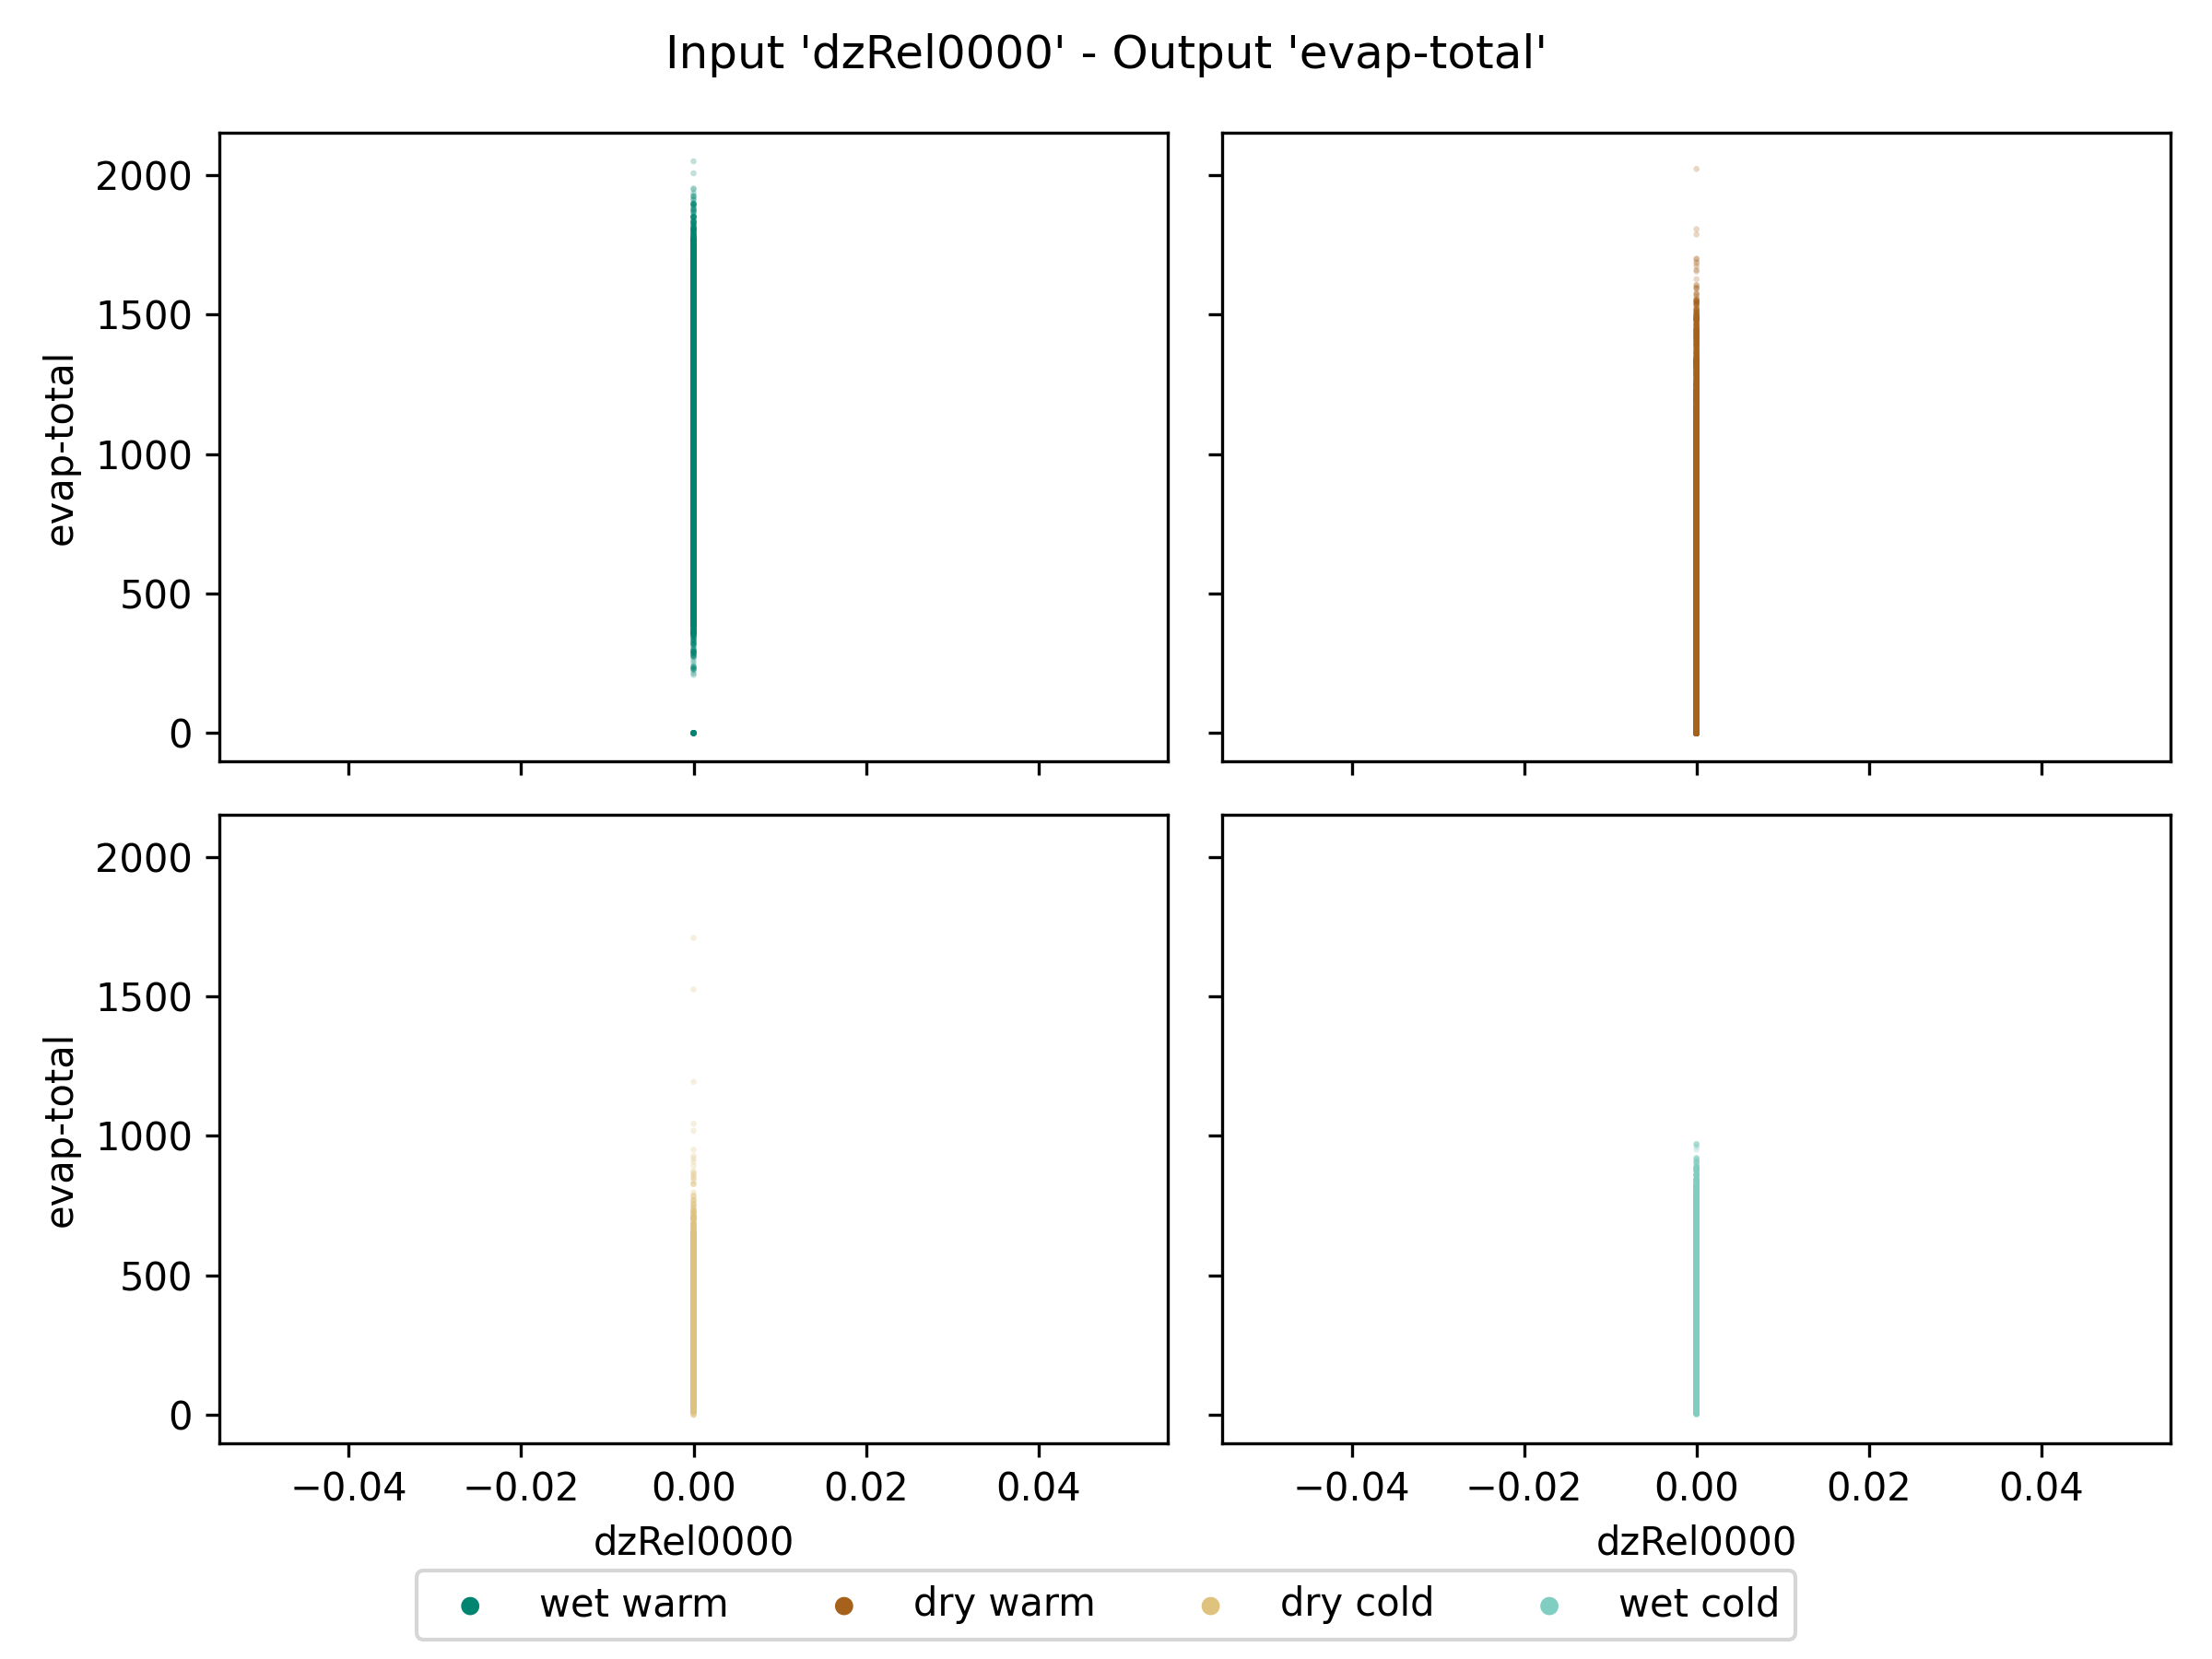 Input 'dzRel0000' - Output 'evap-total'
2000
1500
1000
500
0
evap-total
2000
1500
1000
500
0
evap-total
−0.04 −0.02 0.00 0.02 0.04
−0.04 −0.02 0.00 0.02 0.04
dzRel0000
dzRel0000
wet warm dry warm dry cold wet cold